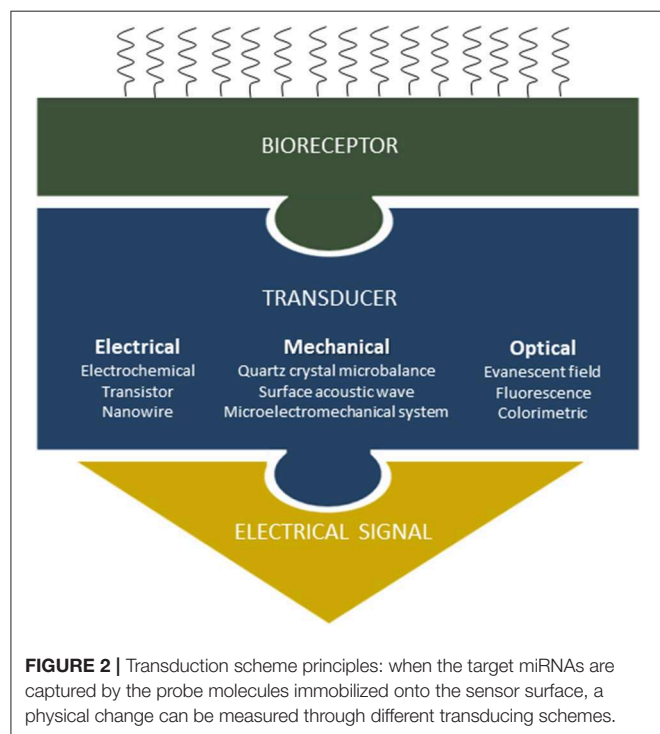 BIORECEPTOR
TRANSDUCER
Electrical
Electrochemical
Transistor
Nanowire
Mechanical
Quartz crystal microbalance
Surface acoustic wave
Microelectromechanical system
Optical
Evanescent field
Fluorescence
Colorimetric
ELECTRICAL SIGNAL
FIGURE 2 | Transduction scheme principles: when the target miRNAs are
captured by the probe molecules immobilized onto the sensor surface, a
physical change can be measured through different transducing schemes.